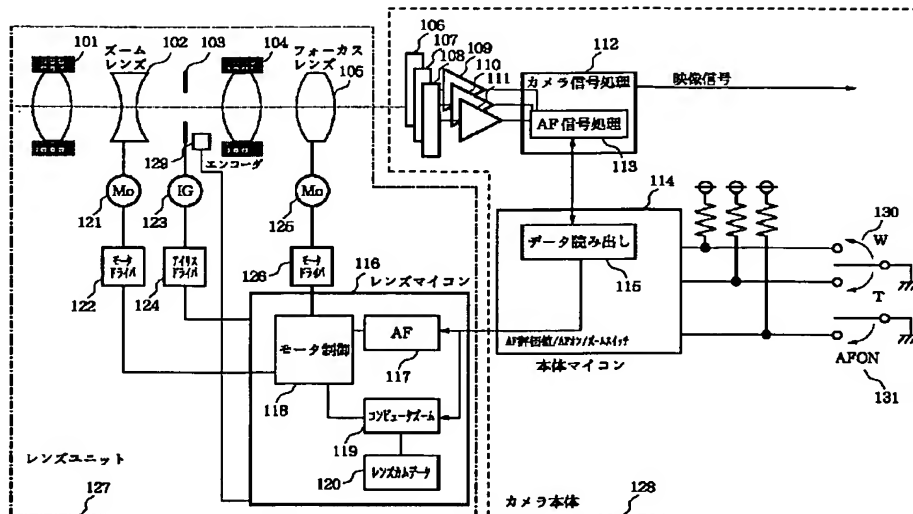 101
ズーム
レンズ
102
103
104
フォーカス
レンズ
105
106
107
108
109
110
111
112
カメラ信号処理
AF信号処理
113
映像信号
129
エンコーダ
Mo
121
IG
123
Mo
125
モータ
ドライバ
122
アイリス
ドライバ
124
モータ
ドライバ
126
116
レンズマイコン
モータ制御
118
AF
117
コンピュータズーム
119
レンズカムデータ
120
114
データ読み出し
115
AF評価値/AFオン/ズームスイッチ
本体マイコン
130
W
T
AFON
131
レンズユニット
127
カメラ本体
128